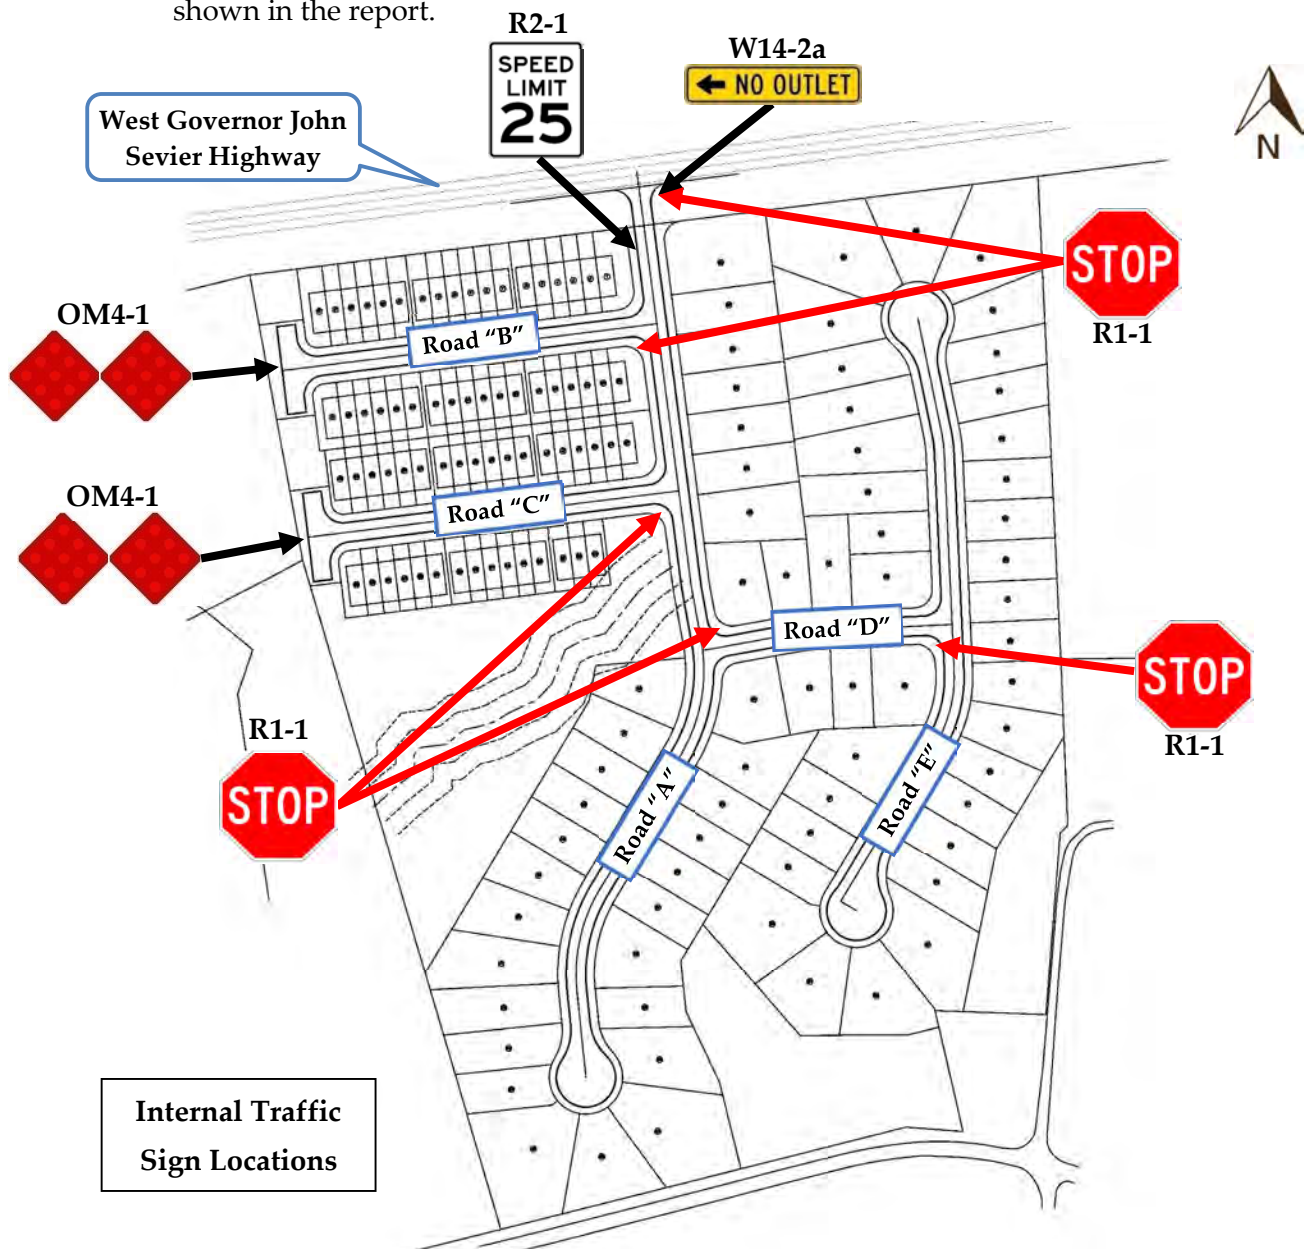 shown in the report.
R2-1
SPEED
LIMIT
25
W14-2a
NO OUTLET
N
West Governor John
Sevier Highway
STOP
R1-1
OM4-1
Road “B”
OM4-1
Road “C”
Road “D”
STOP
R1-1
R1-1
STOP
Road “A”
Road “E”
Internal Traffic
Sign Locations